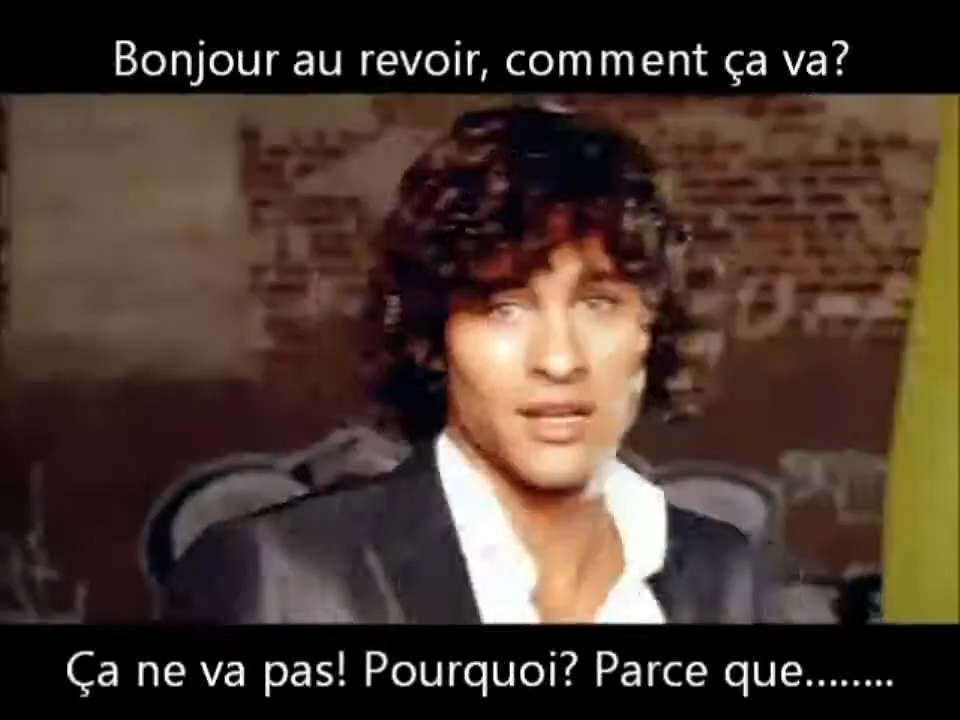 Bonjour au revoir, comment ça va?
Ça ne va pas! Pourquoi? Parce que........